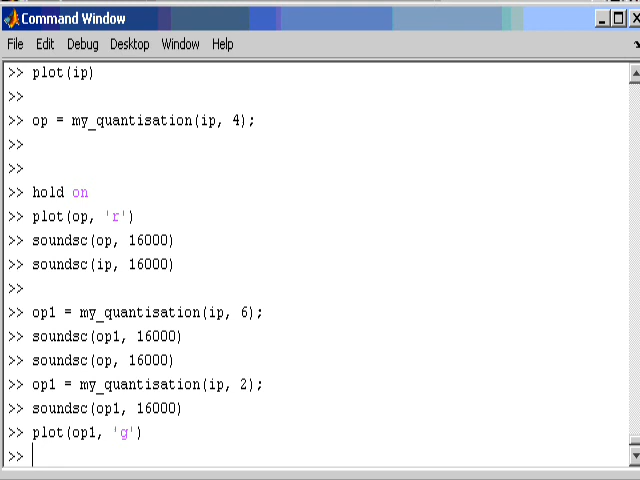 Command Window
File Edit Debug Desktop Window Help
>> plot(ip)
>>
>> op = my_quantisation(ip, 4);
>>
>>
>> hold on
>> plot(op, 'r')
>> soundsc(op, 16000)
>> soundsc(ip, 16000)
>>
>> op1 = my_quantisation(ip, 6);
>> soundsc(op1, 16000)
>> soundsc(op, 16000)
>> op1 = my_quantisation(ip, 2);
>> soundsc(op1, 16000)
>> plot(op1, 'g')
>>